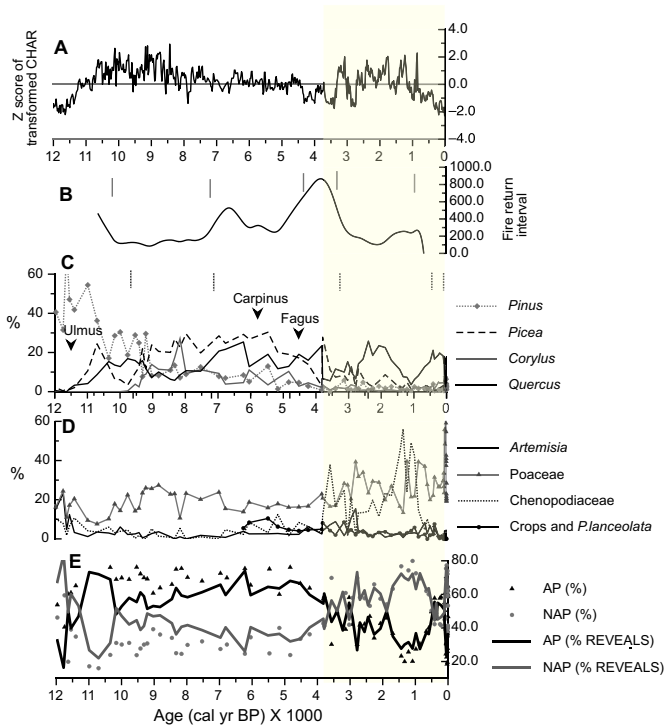 A
Z score of
transformed CHAR
4.0
2.0
0.0
−2.0
−4.0
12 11 10 9 8 7 6 5 4 3 2 1 0
B
1000.0
800.0
600.0
400.0
200.0
0.0
Fire return
interval
C
60
40
20
0
%
Ulmus
Carpinus
Fagus
12 11 10 9 8 7 6 5 4 3 2 1 0
Pinus
Picea
Corylus
Quercus
D
60
40
20
0
%
Artemisia
Poaceae
Chenopodiaceae
Crops and P.lanceolata
E
80.0
60.0
40.0
20.0
AP (%)
NAP (%)
AP (% REVEALS)
NAP (% REVEALS)
12 11 10 9 8 7 6 5 4 3 2 1 0
Age (cal yr BP) X 1000